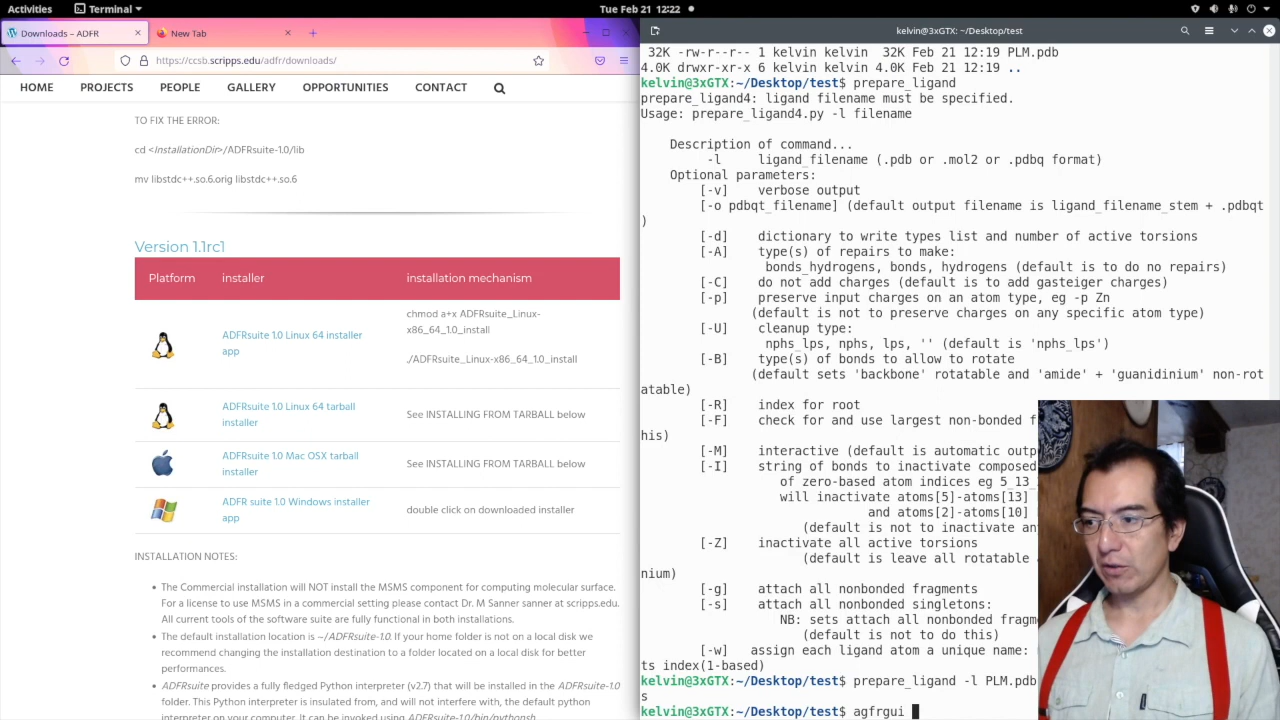 Activities Terminal Tue Feb 21 12:22
Downloads – ADFR New Tab
https://ccsb.scripps.edu/adfr/downloads/
HOME PROJECTS PEOPLE GALLERY OPPORTUNITIES CONTACT
TO FIX THE ERROR:
cd <InstallationDir>/ADFRsuite-1.0/lib
mv libstdc++.so.6.orig libstdc++.so.6
Version 1.1rc1
Platform installer installation mechanism
ADFRsuite 1.0 Linux 64 installer
app
chmod a+x ADFRsuite_Linux-
x86_64_1.0_install
./ADFRsuite_Linux-x86_64_1.0_install
ADFRsuite 1.0 Linux 64 tarball
installer
See INSTALLING FROM TARBALL below
ADFRsuite 1.0 Mac OSX tarball
installer
See INSTALLING FROM TARBALL below
ADFR suite 1.0 Windows installer
app
double click on downloaded installer
INSTALLATION NOTES:
• The Commercial installation will NOT install the MSMS component for computing molecular surface.
For a license to use MSMS in a commercial setting please contact Dr. M Sanner sanner at scripps.edu.
All current tools of the software suite are fully functional in both installations.
• The default installation location is ~/ADFRsuite-1.0. If your home folder is not on a local disk we
recommend changing the installation destination to a folder located on a local disk for better
performances.
• ADFRsuite provides a fully fledged Python interpreter (v2.7) that will be installed in the ADFRsuite-1.0
folder. This Python interpreter is insulated from, and will not interfere with, the default python
interpreter on your computer. It can be invoked using ADFRsuite-1.0/bin/pythonsh.
kelvin@3xGTX: ~/Desktop/test
32K -rw-r--r-- 1 kelvin kelvin 32K Feb 21 12:19 PLM.pdb
4.0K drwxr-xr-x 6 kelvin kelvin 4.0K Feb 21 12:19 ..
kelvin@3xGTX:~/Desktop/test$ prepare_ligand
prepare_ligand4: ligand filename must be specified.
Usage: prepare_ligand4.py -l filename
Description of command...
-l ligand_filename (.pdb or .mol2 or .pdbq format)
Optional parameters:
[-v] verbose output
[-o pdbqt_filename] (default output filename is ligand_filename_stem + .pdbqt
)
[-d] dictionary to write types list and number of active torsions
[-A] type(s) of repairs to make:
bonds_hydrogens, bonds, hydrogens (default is to do no repairs)
[-C] do not add charges (default is to add gasteiger charges)
[-p] preserve input charges on an atom type, eg -p Zn
(default is not to preserve charges on any specific atom type)
[-U] cleanup type:
nphs_lps, nphs, lps, '' (default is 'nphs_lps')
[-B] type(s) of bonds to allow to rotate
(default sets 'backbone' rotatable and 'amide' + 'guanidinium' non-rot
atable)
[-R] index for root
[-F] check for and use largest non-bonded f
his)
[-M] interactive (default is automatic outp
[-I] string of bonds to inactivate composed
of zero-based atom indices eg 5_13_
will inactivate atoms[5]-atoms[13]
and atoms[2]-atoms[10]
(default is not to inactivate an
[-Z] inactivate all active torsions
(default is leave all rotatable
nium)
[-g] attach all nonbonded fragments
[-s] attach all nonbonded singletons:
NB: sets attach all nonbonded fragm
(default is not to do this)
[-w] assign each ligand atom a unique name:
ts index(1-based)
kelvin@3xGTX:~/Desktop/test$ prepare_ligand -l PLM.pdb
s
kelvin@3xGTX:~/Desktop/test$ agfrgui